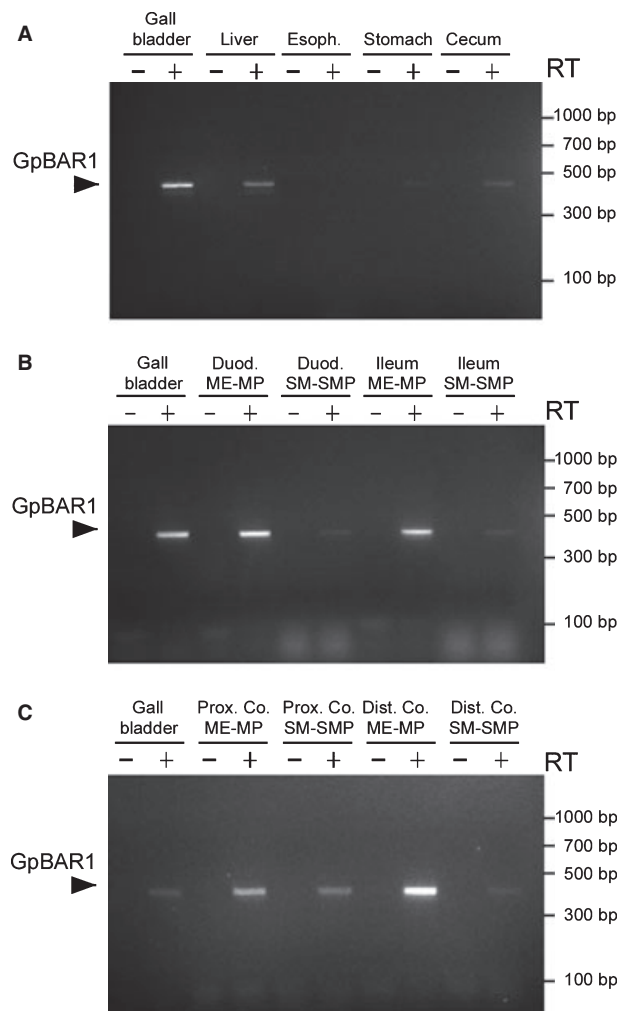 A
Gall bladder Liver Esoph. Stomach Cecum
− + − + − + − + − + RT
1000 bp
700 bp
GpBAR1
500 bp
300 bp
100 bp
B
Gall bladder Duod. ME-MP Duod. SM-SMP Ileum ME-MP Ileum SM-SMP
− + − + − + − + − + RT
1000 bp
700 bp
GpBAR1
500 bp
300 bp
100 bp
C
Gall bladder Prox. Co. ME-MP Prox. Co. SM-SMP Dist. Co. ME-MP Dist. Co. SM-SMP
− + − + − + − + − + RT
1000 bp
700 bp
GpBAR1
500 bp
300 bp
100 bp